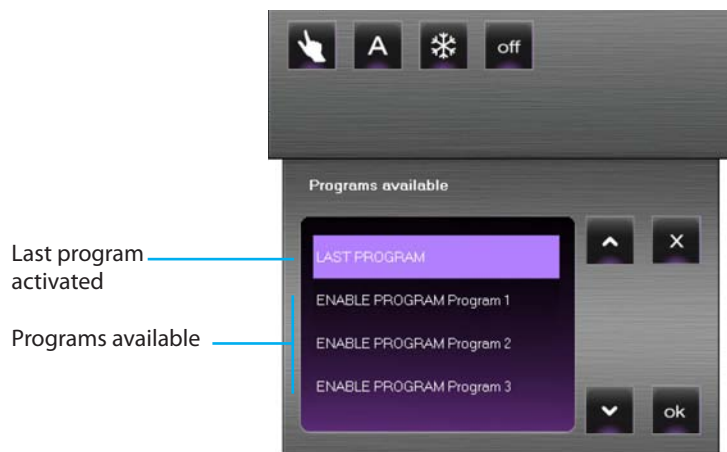 A
off
Programs available
X
LAST PROGRAM
ENABLE PROGRAM Program 1
ENABLE PROGRAM Program 2
ENABLE PROGRAM Program 3
ok
Last program
activated
Programs available